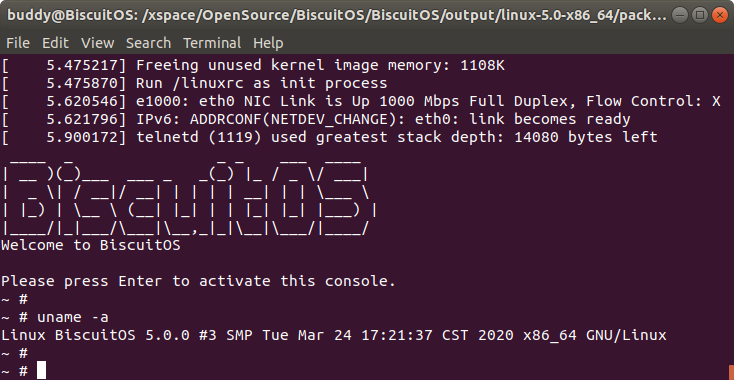 buddy@BiscuitOS: /xspace/OpenSource/BiscuitOS/BiscuitOS/output/linux-5.0-x86_64/pack...
File Edit View Search Terminal Help
[    5.475217] Freeing unused kernel image memory: 1108K
[    5.475870] Run /linuxrc as init process
[    5.620546] e1000: eth0 NIC Link is Up 1000 Mbps Full Duplex, Flow Control: X
[    5.621796] IPv6: ADDRCONF(NETDEV_CHANGE): eth0: link becomes ready
[    5.900172] telnetd (1119) used greatest stack depth: 14080 bytes left
BiscuitOS
Welcome to BiscuitOS
Please press Enter to activate this console.
~ #
~ # uname -a
Linux BiscuitOS 5.0.0 #3 SMP Tue Mar 24 17:21:37 CST 2020 x86_64 GNU/Linux
~ #
~ #